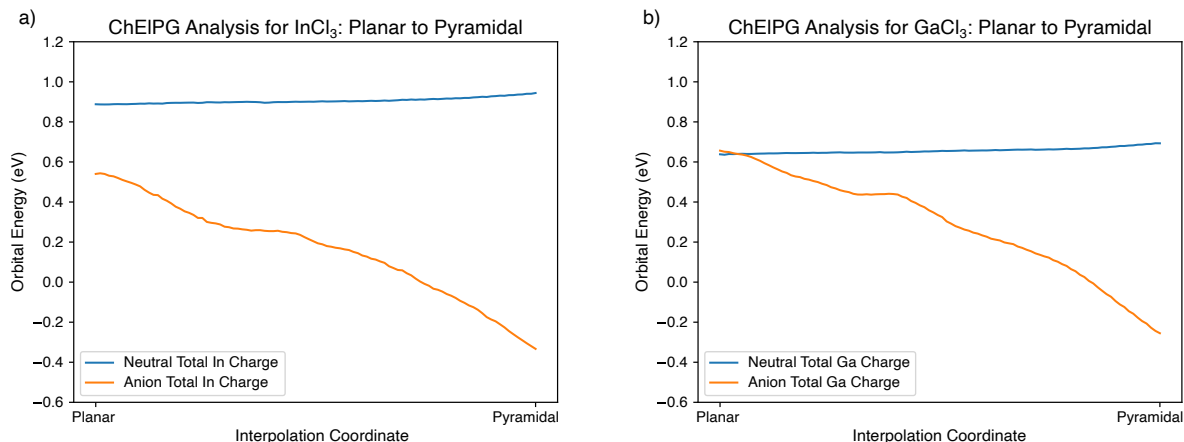 a)
ChElPG Analysis for InCl₃: Planar to Pyramidal
Orbital Energy (eV)
1.2
1.0
0.8
0.6
0.4
0.2
0.0
−0.2
−0.4
−0.6
Neutral Total In Charge
Anion Total In Charge
Planar
Pyramidal
Interpolation Coordinate
b)
ChElPG Analysis for GaCl₃: Planar to Pyramidal
Orbital Energy (eV)
1.2
1.0
0.8
0.6
0.4
0.2
0.0
−0.2
−0.4
−0.6
Neutral Total Ga Charge
Anion Total Ga Charge
Planar
Pyramidal
Interpolation Coordinate